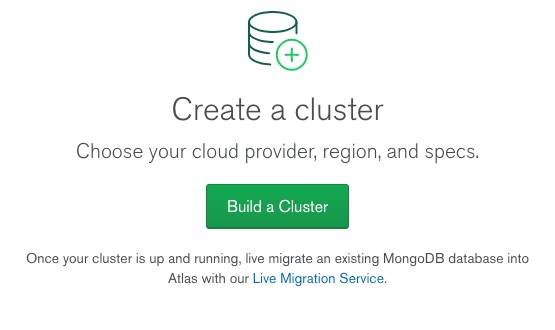 Create a cluster
Choose your cloud provider, region, and specs.
Build a Cluster
Once your cluster is up and running, live migrate an existing MongoDB database into
Atlas with our Live Migration Service.